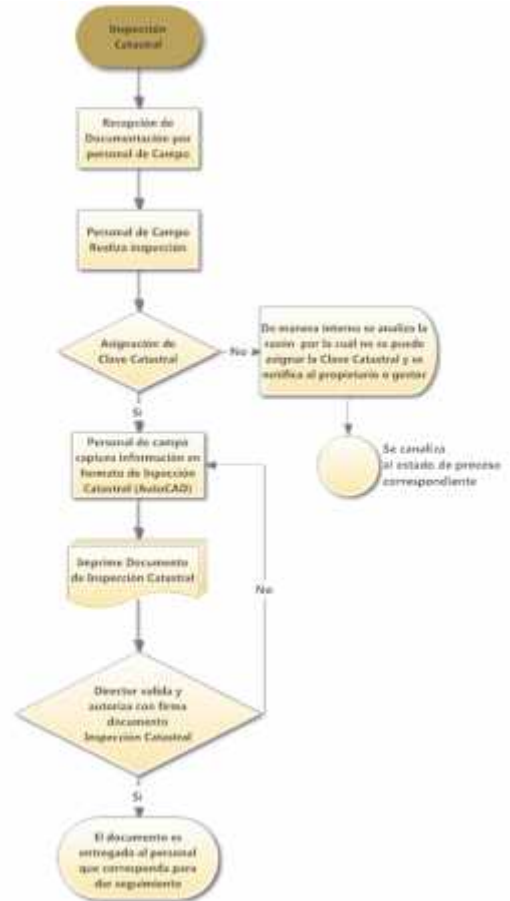 Inspección
Catastral
Recepción de
Documentación por
personal de Campo
Personal de Campo
Realiza inspección
Asignación de
Clave Catastral
No
De manera interno se analiza la
razón por la cuál no se puede
asignar la Clave Catastral y se
notifica al propietario o gestor
Si
Se canaliza
al estado de proceso
correspondiente
Personal de campo
captura información en
formato de Inpección
Catastral (AutoCAD)
Imprime Documento
de Inspección Catastral
No
Director valida y
autoriza con firma
documento
Inspección Catastral
Si
El documento es
entregado al personal
que corresponda para
dar seguimiento